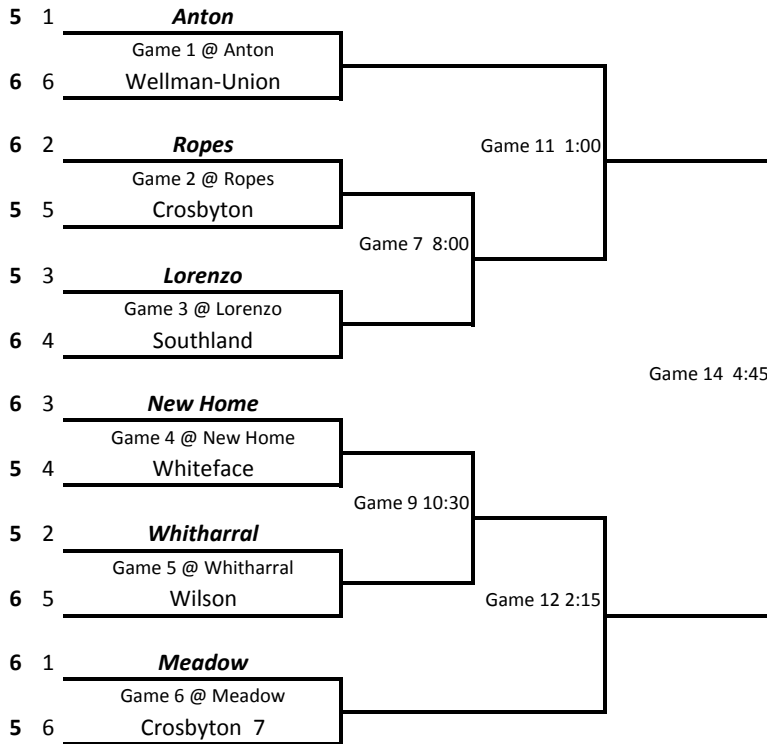 5 1 Anton
Game 1 @ Anton
6 6 Wellman-Union
6 2 Ropes
Game 11 1:00
Game 2 @ Ropes
5 5 Crosbyton
Game 7 8:00
5 3 Lorenzo
Game 3 @ Lorenzo
6 4 Southland
Game 14 4:45
6 3 New Home
Game 4 @ New Home
5 4 Whiteface
Game 9 10:30
5 2 Whitharral
Game 5 @ Whitharral
6 5 Wilson
Game 12 2:15
6 1 Meadow
Game 6 @ Meadow
5 6 Crosbyton 7